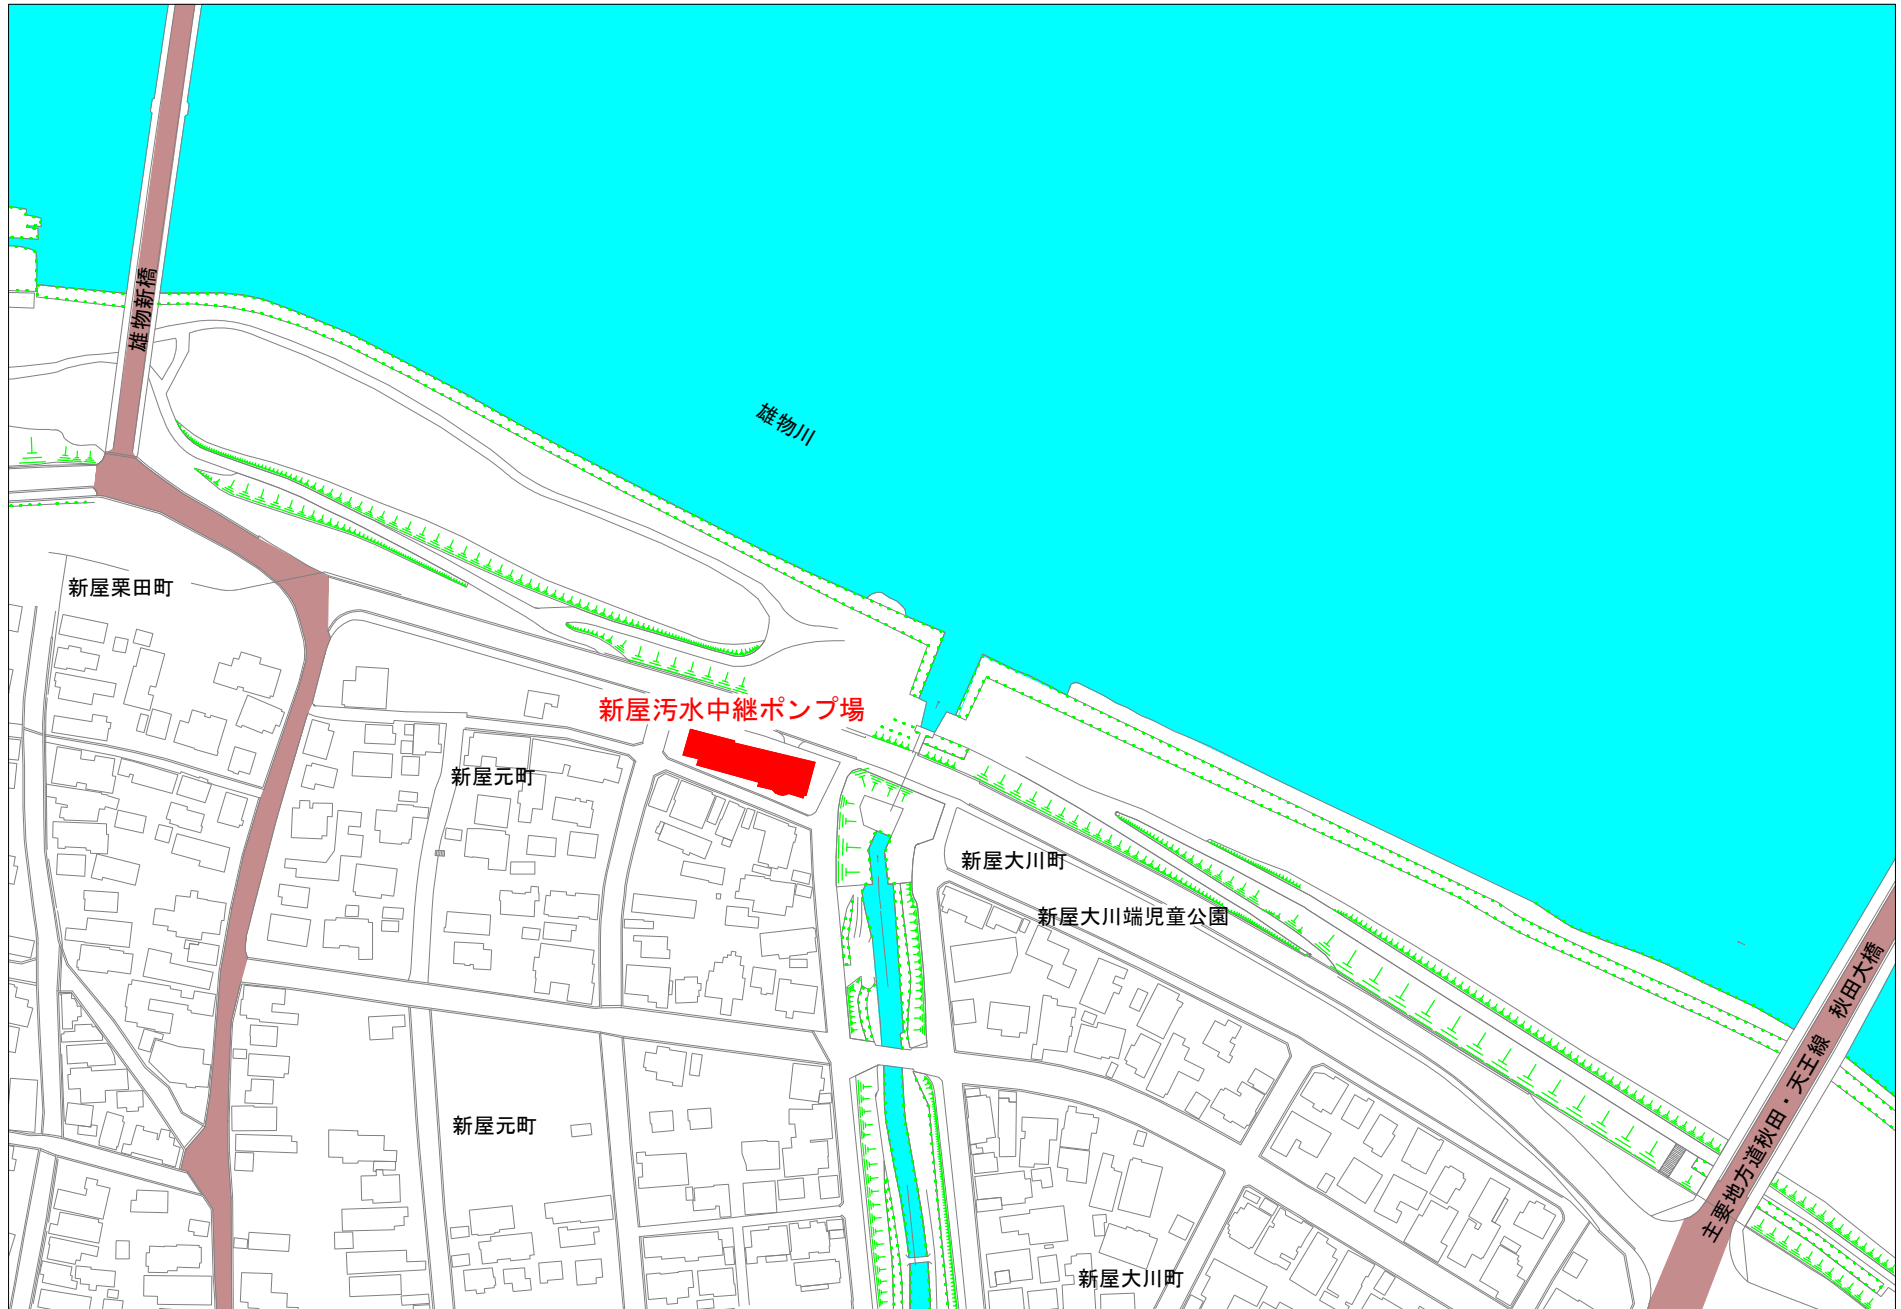 雄物新橋
雄物川
新屋栗田町
新屋汚水中継ポンプ場
新屋元町
新屋大川町
新屋大川端児童公園
主要地方道秋田・天王線　秋田大橋
新屋元町
新屋大川町